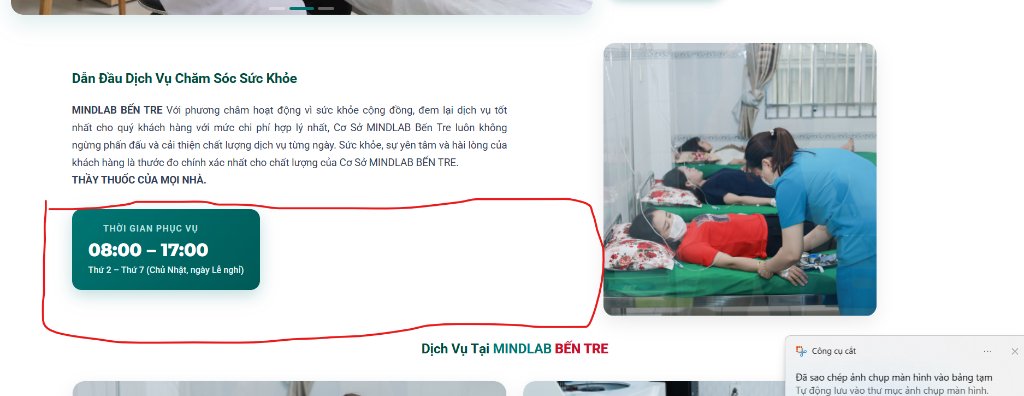 Dẫn Đầu Dịch Vụ Chăm Sóc Sức Khỏe
MINDLAB BẾN TRE Với phương châm hoạt động vì sức khỏe cộng đồng, đem lại dịch vụ tốt
nhất cho quý khách hàng với mức chi phí hợp lý nhất, Cơ Sở MINDLAB Bến Tre luôn không
ngừng phấn đấu và cải thiện chất lượng dịch vụ từng ngày. Sức khỏe, sự yên tâm và hài lòng của
khách hàng là thước đo chính xác nhất cho chất lượng của Cơ Sở MINDLAB BẾN TRE.
THẦY THUỐC CỦA MỌI NHÀ.
THỜI GIAN PHỤC VỤ
08:00 – 17:00
Thứ 2 – Thứ 7 (Chủ Nhật, ngày Lễ nghỉ)
Dịch Vụ Tại MINDLAB BẾN TRE
Công cụ cắt
Đã sao chép ảnh chụp màn hình vào bảng tạm
Tự động lưu vào thư mục ảnh chụp màn hình.